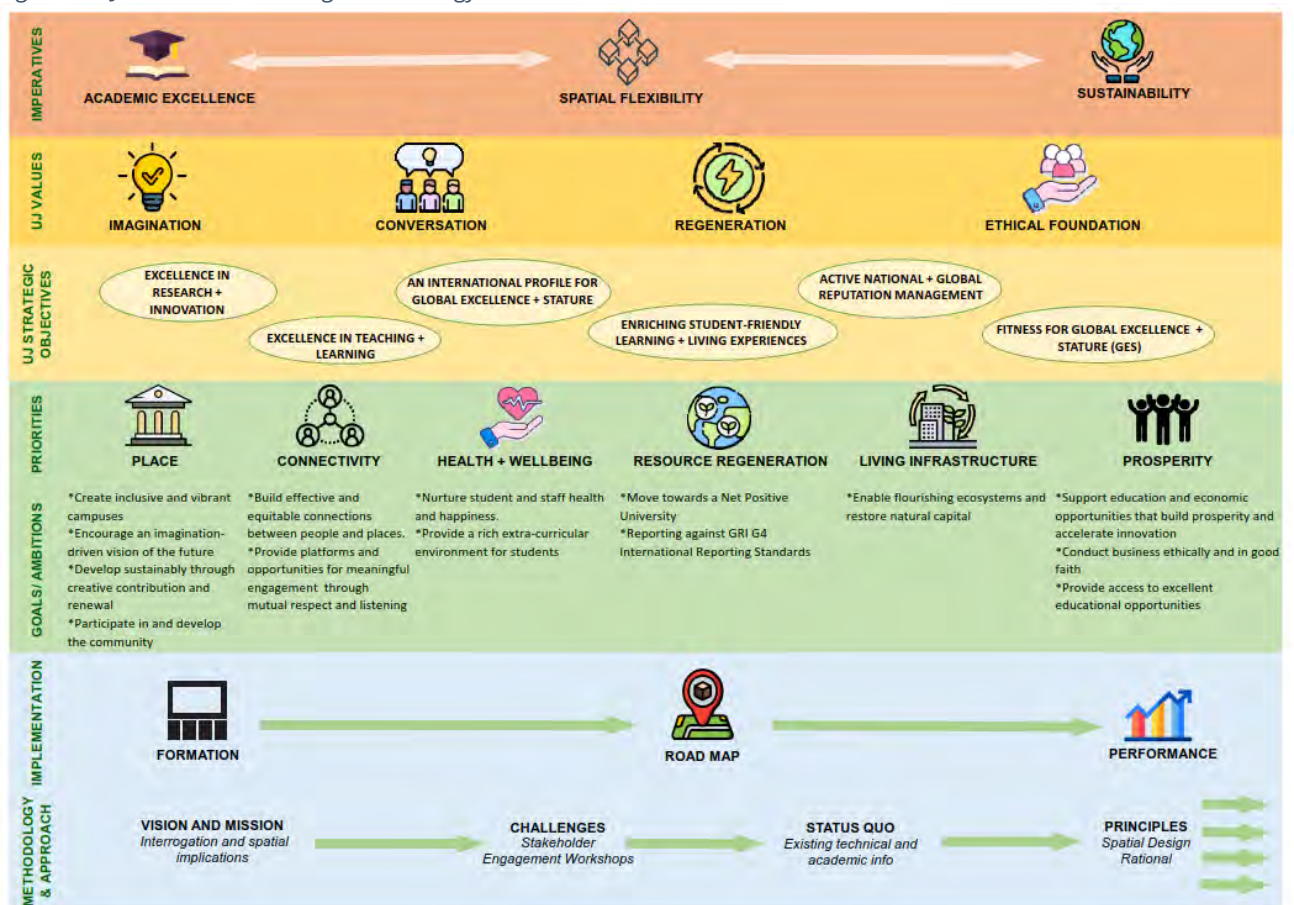 IMPERATIVES
ACADEMIC EXCELLENCE
SPATIAL FLEXIBILITY
SUSTAINABILITY
UJ VALUES
IMAGINATION
CONVERSATION
REGENERATION
ETHICAL FOUNDATION
UJ STRATEGIC
OBJECTIVES
EXCELLENCE IN
RESEARCH +
INNOVATION
EXCELLENCE IN TEACHING +
LEARNING
AN INTERNATIONAL PROFILE FOR
GLOBAL EXCELLENCE + STATURE
ENRICHING STUDENT-FRIENDLY
LEARNING + LIVING EXPERIENCES
ACTIVE NATIONAL + GLOBAL
REPUTATION MANAGEMENT
FITNESS FOR GLOBAL EXCELLENCE +
STATURE (GES)
PRIORITIES
PLACE
CONNECTIVITY
HEALTH + WELLBEING
RESOURCE REGENERATION
LIVING INFRASTRUCTURE
PROSPERITY
GOALS/ AMBITIONS
*Create inclusive and vibrant
campuses
*Encourage an imagination-
driven vision of the future
*Develop sustainably through
creative contribution and
renewal
*Participate in and develop
the community
*Build effective and
equitable connections
between people and places.
*Provide platforms and
opportunities for meaningful
engagement through
mutual respect and listening
*Nurture student and staff health
and happiness.
*Provide a rich extra-curricular
environment for students
*Move towards a Net Positive
University
*Reporting against GRI G4
International Reporting Standards
*Enable flourishing ecosystems and
restore natural capital
*Support education and economic
opportunities that build prosperity and
accelerate innovation
*Conduct business ethically and in good
faith
*Provide access to excellent
educational opportunities
IMPLEMENTATION
FORMATION
ROAD MAP
PERFORMANCE
METHODOLOGY
& APPROACH
VISION AND MISSION
Interrogation and spatial
implications
CHALLENGES
Stakeholder
Engagement Workshops
STATUS QUO
Existing technical and
academic info
PRINCIPLES
Spatial Design
Rational